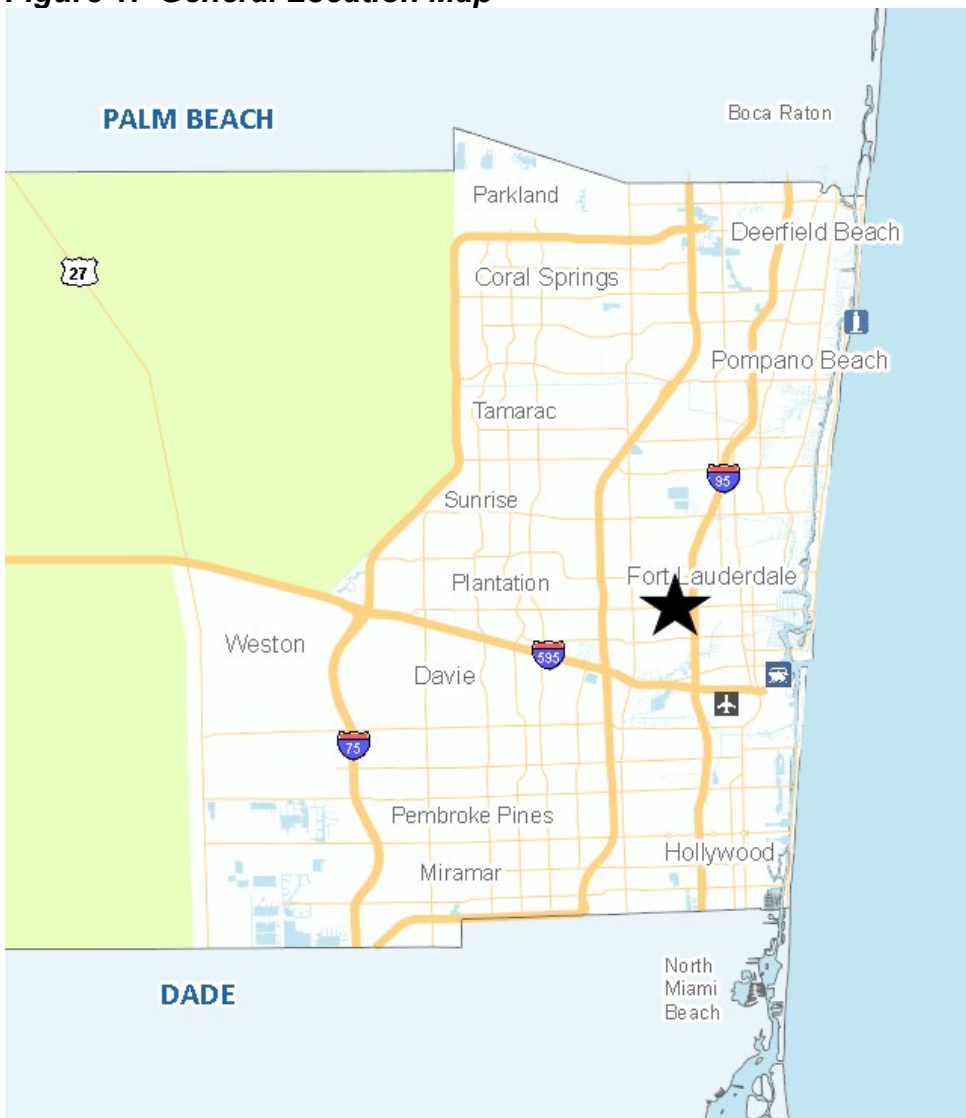 Figure 1: General Location Map
PALM BEACH
Boca Raton
Parkland
Deerfield Beach
27
Coral Springs
Pompano Beach
Tamarac
95
Sunrise
Fort Lauderdale
Plantation
Weston
595
Davie
75
Pembroke Pines
Hollywood
Miramar
North
Miami
Beach
DADE